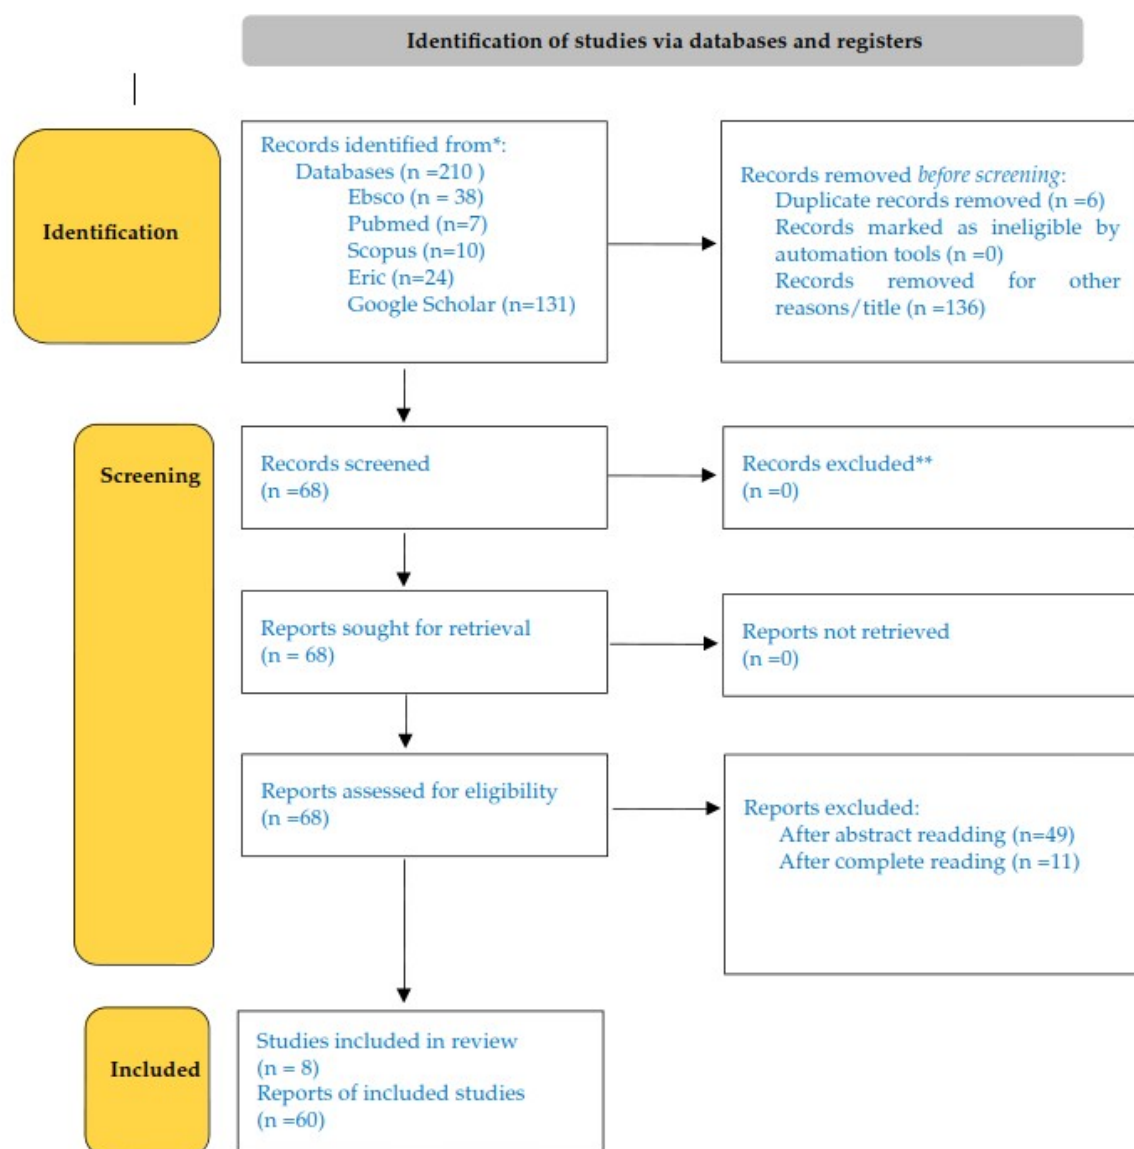 Identification of studies via databases and registers
Identification
Records identified from*:
Databases (n =210 )
Ebsco (n = 38)
Pubmed (n=7)
Scopus (n=10)
Eric (n=24)
Google Scholar (n=131)
Records removed before screening:
Duplicate records removed (n =6)
Records marked as ineligible by
automation tools (n =0)
Records removed for other
reasons/title (n =136)
Screening
Records screened
(n =68)
Records excluded**
(n =0)
Reports sought for retrieval
(n = 68)
Reports not retrieved
(n =0)
Reports assessed for eligibility
(n =68)
Reports excluded:
After abstract readding (n=49)
After complete reading (n =11)
Included
Studies included in review
(n = 8)
Reports of included studies
(n =60)